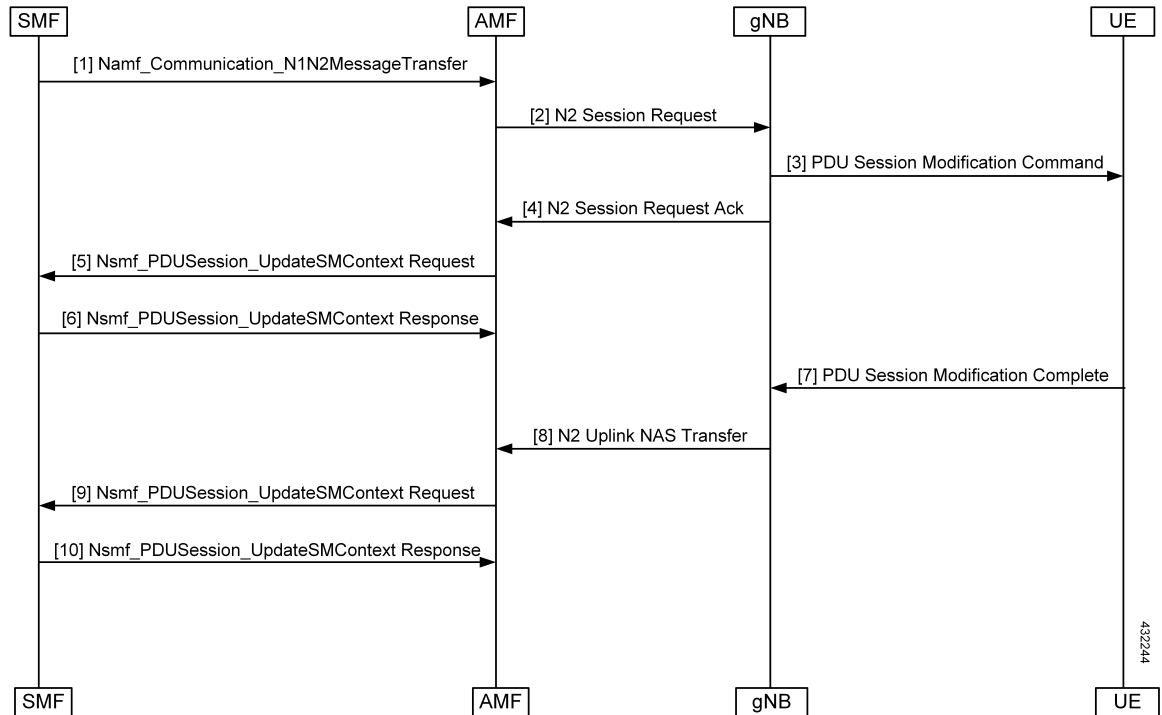 SMF
AMF
gNB
UE
[1] Namf_Communication_N1N2MessageTransfer
[2] N2 Session Request
[3] PDU Session Modification Command
[4] N2 Session Request Ack
[5] Nsmf_PDUSession_UpdateSMContext Request
[6] Nsmf_PDUSession_UpdateSMContext Response
[7] PDU Session Modification Complete
[8] N2 Uplink NAS Transfer
[9] Nsmf_PDUSession_UpdateSMContext Request
[10] Nsmf_PDUSession_UpdateSMContext Response
432244
SMF
AMF
gNB
UE